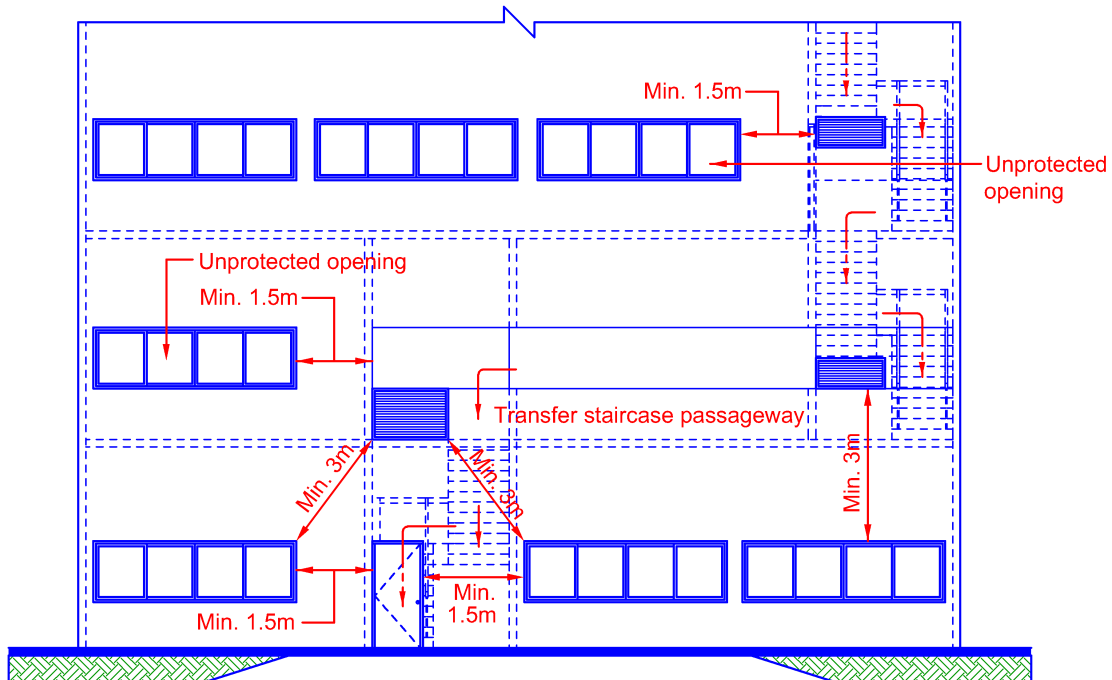 Min. 1.5m
Unprotected
opening
Unprotected opening
Min. 1.5m
Transfer staircase passageway
Min. 3m
Min. 3m
Min. 3m
Min. 1.5m
Min.
1.5m